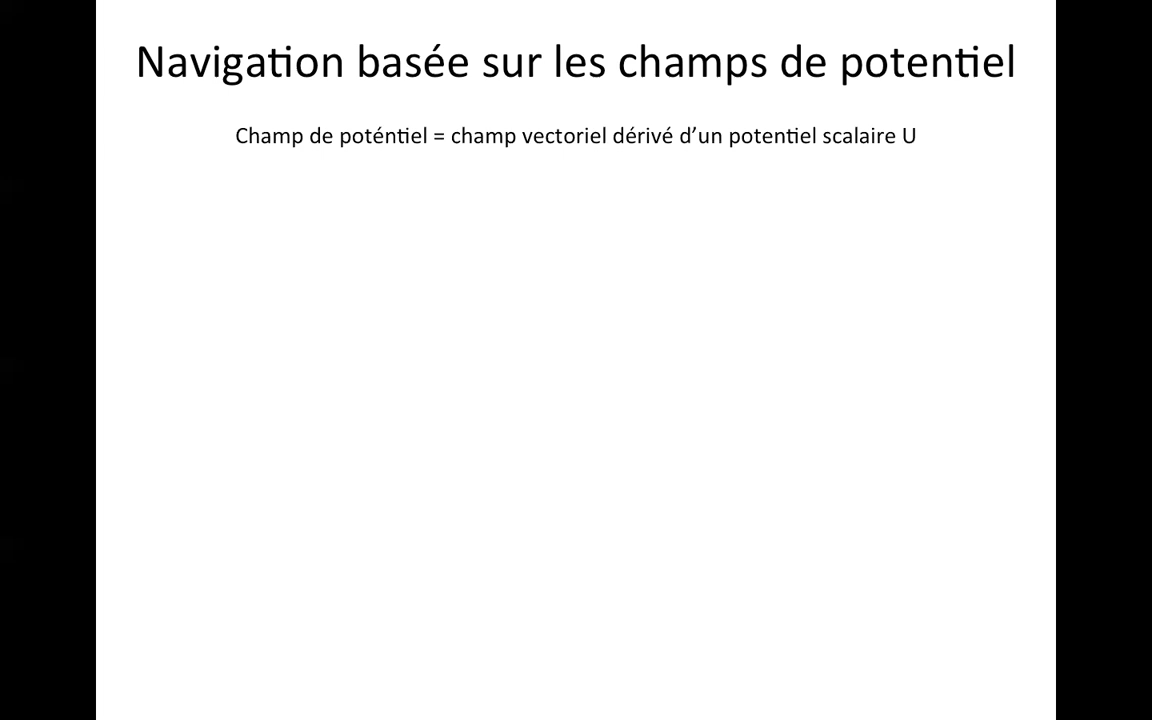 Navigation basée sur les champs de potentiel
Champ de poténtiel = champ vectoriel dérivé d’un potentiel scalaire U